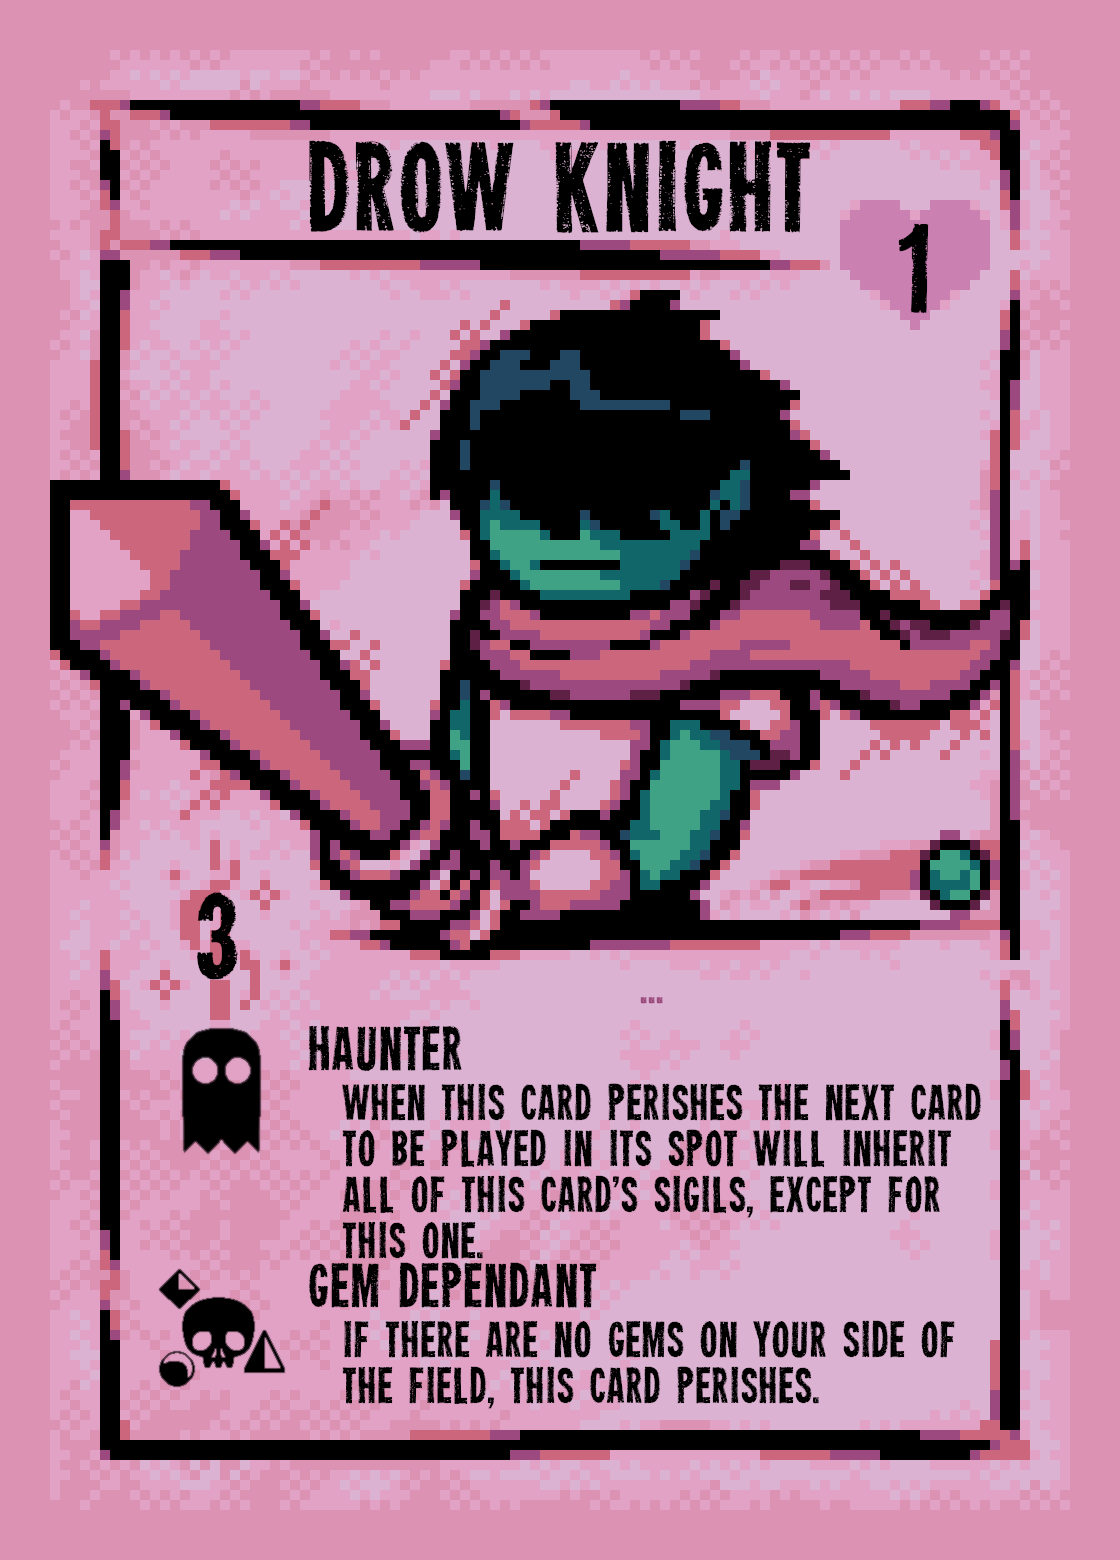 DROW KNIGHT
1
3
...
HAUNTER
WHEN THIS CARD PERISHES THE NEXT CARD
TO BE PLAYED IN ITS SPOT WILL INHERIT
ALL OF THIS CARD'S SIGILS, EXCEPT FOR
THIS ONE.
GEM DEPENDANT
IF THERE ARE NO GEMS ON YOUR SIDE OF
THE FIELD, THIS CARD PERISHES.